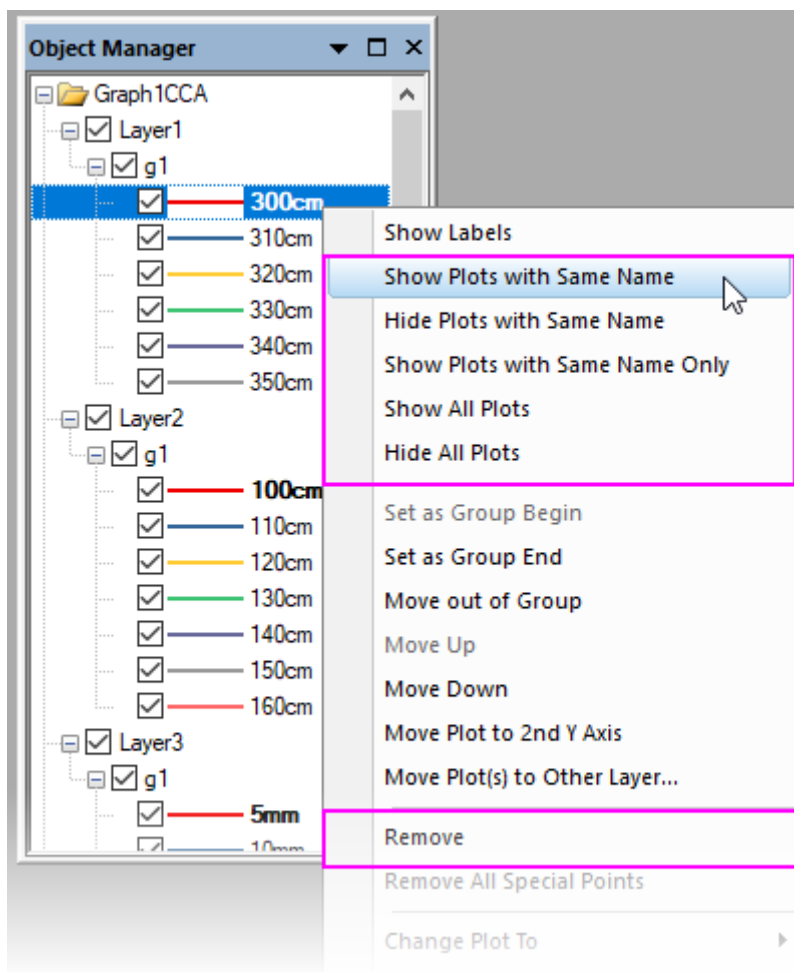 Object Manager
Graph1CCA
Layer1
g1
300cm
310cm
320cm
330cm
340cm
350cm
Layer2
g1
100cm
110cm
120cm
130cm
140cm
150cm
160cm
Layer3
g1
5mm
10mm
Show Labels
Show Plots with Same Name
Hide Plots with Same Name
Show Plots with Same Name Only
Show All Plots
Hide All Plots
Set as Group Begin
Set as Group End
Move out of Group
Move Up
Move Down
Move Plot to 2nd Y Axis
Move Plot(s) to Other Layer...
Remove
Remove All Special Points
Change Plot To